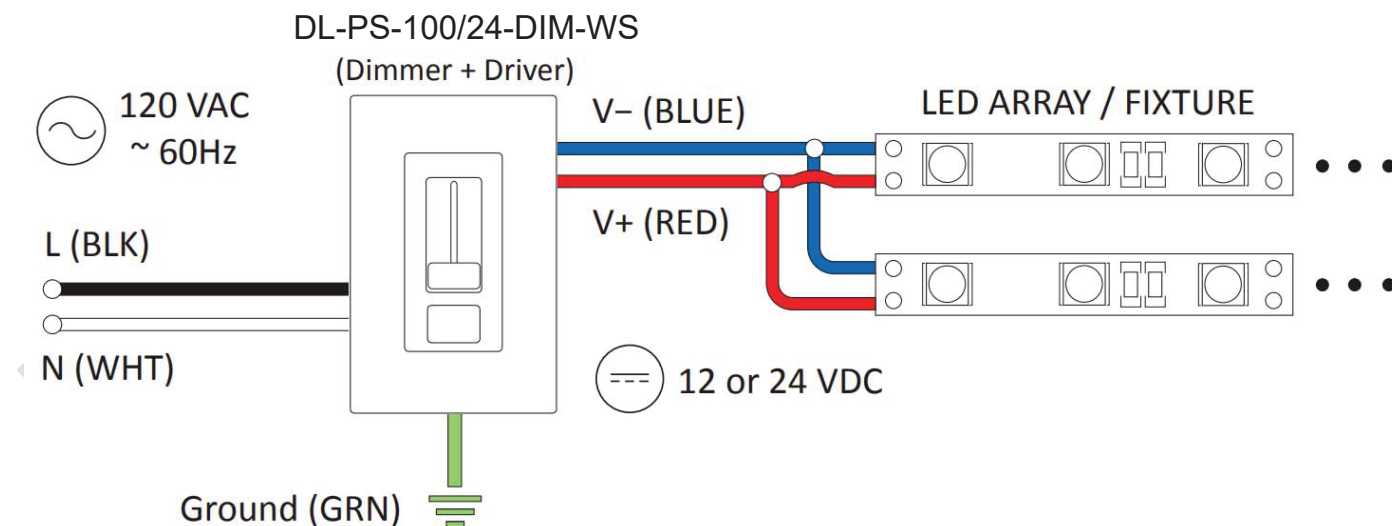 DL-PS-100/24-DIM-WS
(Dimmer + Driver)
120 VAC
~ 60Hz
V− (BLUE)
LED ARRAY / FIXTURE
L (BLK)
V+ (RED)
N (WHT)
12 or 24 VDC
Ground (GRN)